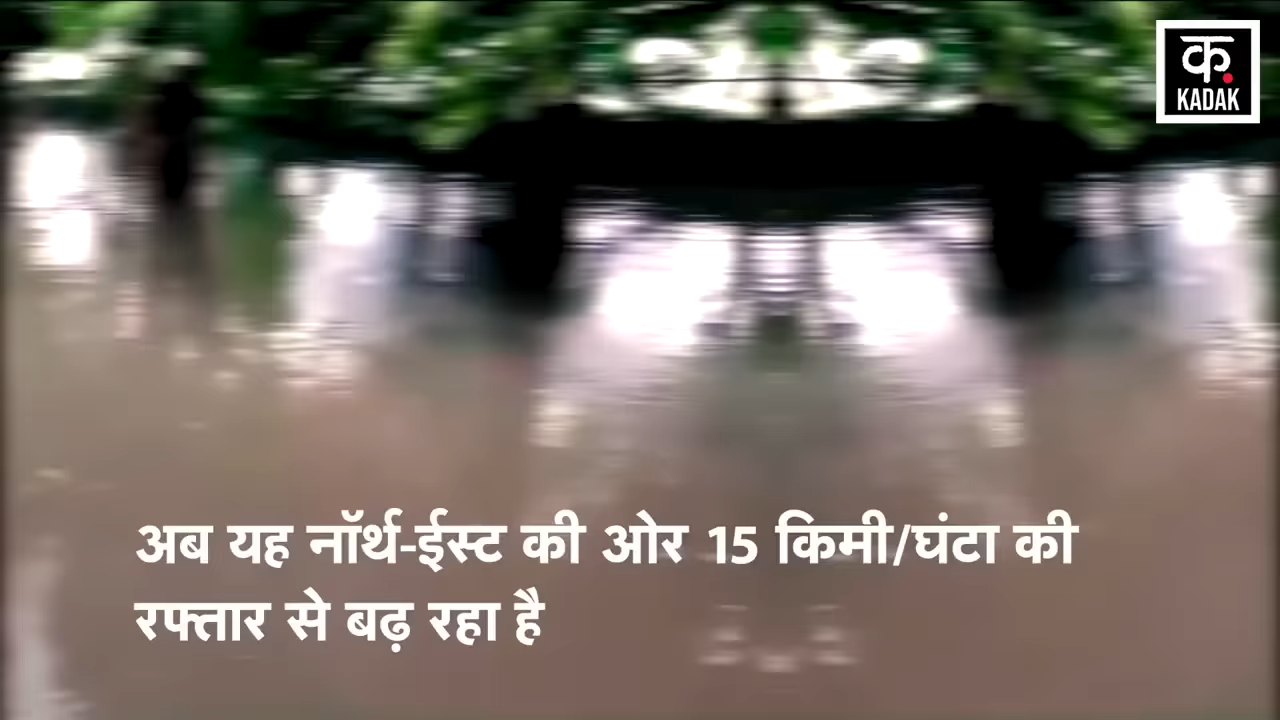 क.
KADAK
अब यह नॉर्थ-ईस्ट की ओर 15 किमी/घंटा की
रफ्तार से बढ़ रहा है